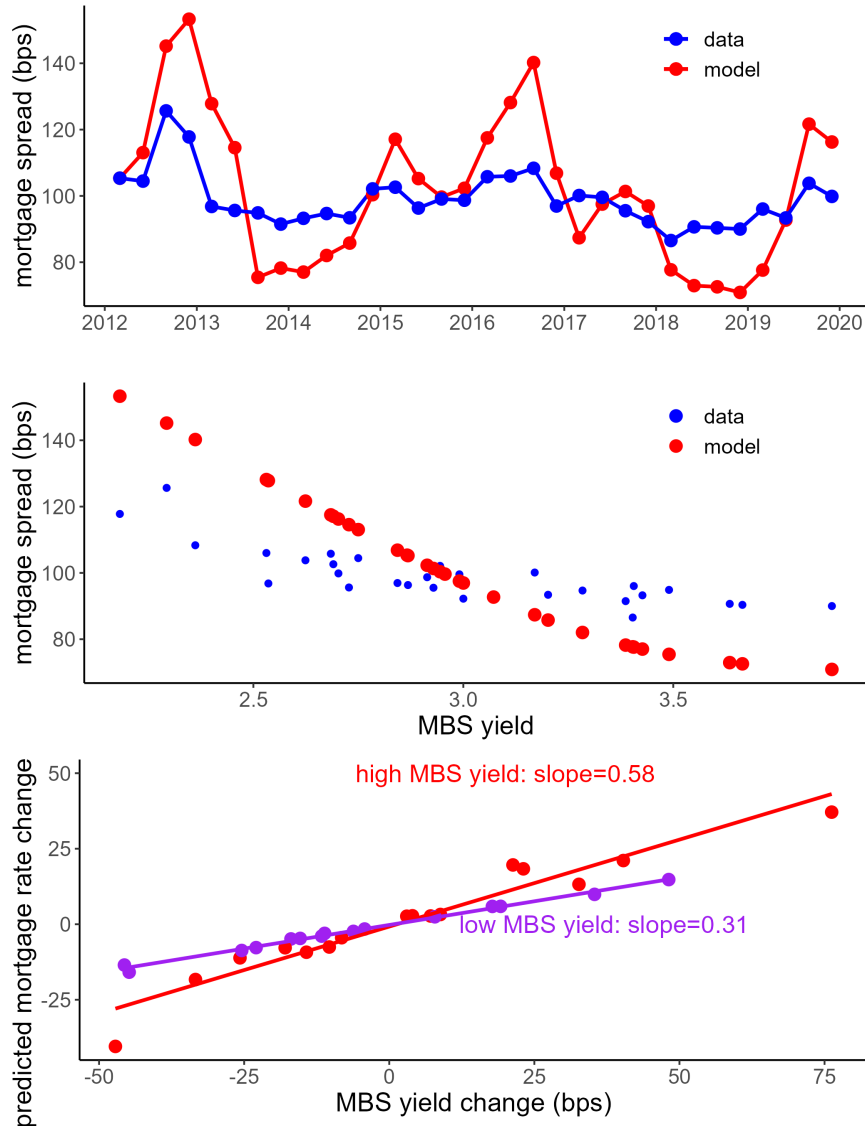 mortgage spread (bps)
140
120
100
80
data
model
2012 2013 2014 2015 2016 2017 2018 2019 2020
mortgage spread (bps)
140
120
100
80
data
model
2.5 3.0 3.5
MBS yield
predicted mortgage rate change
50
25
0
-25
high MBS yield: slope=0.58
low MBS yield: slope=0.31
-50 -25 0 25 50 75
MBS yield change (bps)